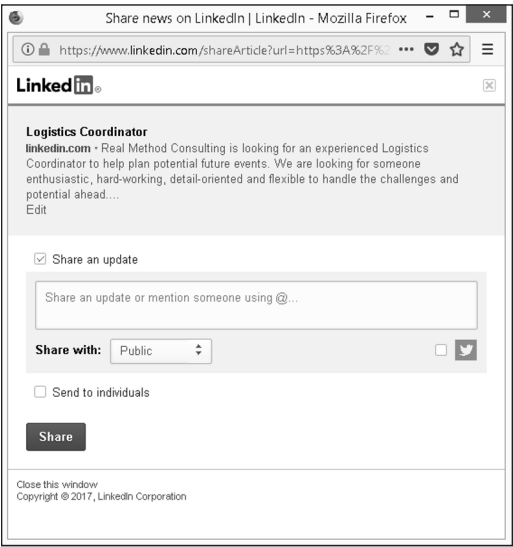 Share news on LinkedIn | LinkedIn - Mozilla Firefox
https://www.linkedin.com/shareArticle?url=https%3A%2F%2
Linked in
Logistics Coordinator
linkedin.com • Real Method Consulting is looking for an experienced Logistics
Coordinator to help plan potential future events. We are looking for someone
enthusiastic, hard-working, detail-oriented and flexible to handle the challenges and
potential ahead....
Edit
Share an update
Share an update or mention someone using @...
Share with: Public
Send to individuals
Share
Close this window
Copyright © 2017, LinkedIn Corporation